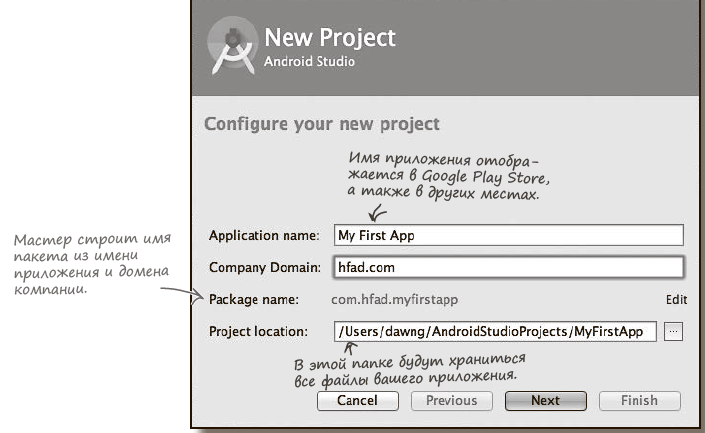 New Project
Android Studio
Configure your new project
Имя приложения отобра-
жается в Google Play Store,
а также в других местах.
Application name: My First App
Company Domain: hfad.com
Мастер строит имя
пакета из имени
приложения и домена
компании.
Package name: com.hfad.myfirstapp Edit
Project location: /Users/dawng/AndroidStudioProjects/MyFirstApp ...
В этой папке будут храниться
все файлы вашего приложения.
Cancel Previous Next Finish